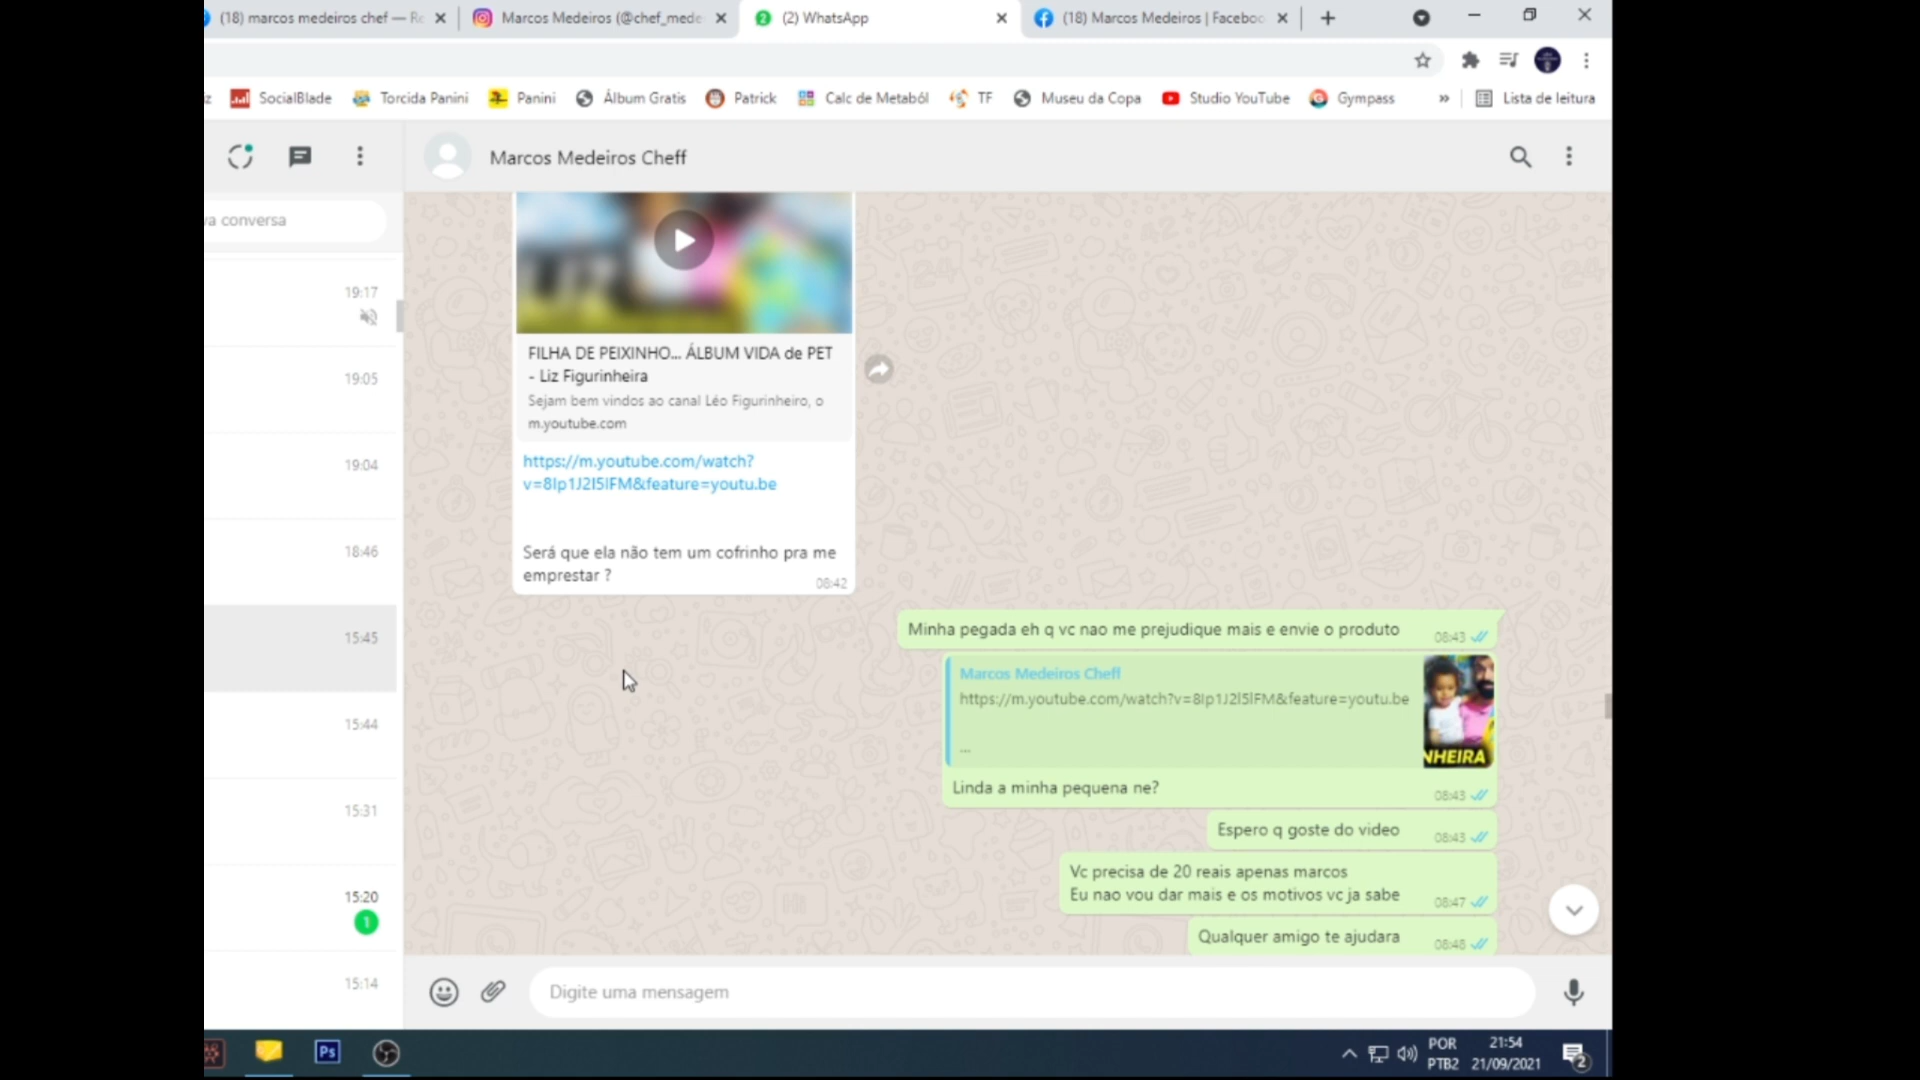 (18) marcos medeiros chef — Re
Marcos Medeiros (@chef_mede
(2) WhatsApp
(18) Marcos Medeiros | Faceboo
SocialBlade
Torcida Panini
Panini
Álbum Gratis
Patrick
Calc de Metaból
TF
Museu da Copa
Studio YouTube
Gympass
»
Lista de leitura
Marcos Medeiros Cheff
va conversa
19:17
19:05
19:04
18:46
15:45
15:44
15:31
15:20
1
15:14
FILHA DE PEIXINHO... ÁLBUM VIDA de PET
- Liz Figurinheira
Sejam bem vindos ao canal Léo Figurinheiro, o
m.youtube.com
https://m.youtube.com/watch?
v=8Ip1J2I5IFM&feature=youtu.be
Será que ela não tem um cofrinho pra me
emprestar ?
08:42
Minha pegada eh q vc nao me prejudique mais e envie o produto
08:43
Marcos Medeiros Cheff
https://m.youtube.com/watch?v=8Ip1J2I5IFM&feature=youtu.be
...
NHEIRA
Linda a minha pequena ne?
08:43
Espero q goste do video
08:43
Vc precisa de 20 reais apenas marcos
Eu nao vou dar mais e os motivos vc ja sabe
08:47
Qualquer amigo te ajudara
08:48
Digite uma mensagem
Ps
POR
PTB2
21:54
21/09/2021
2